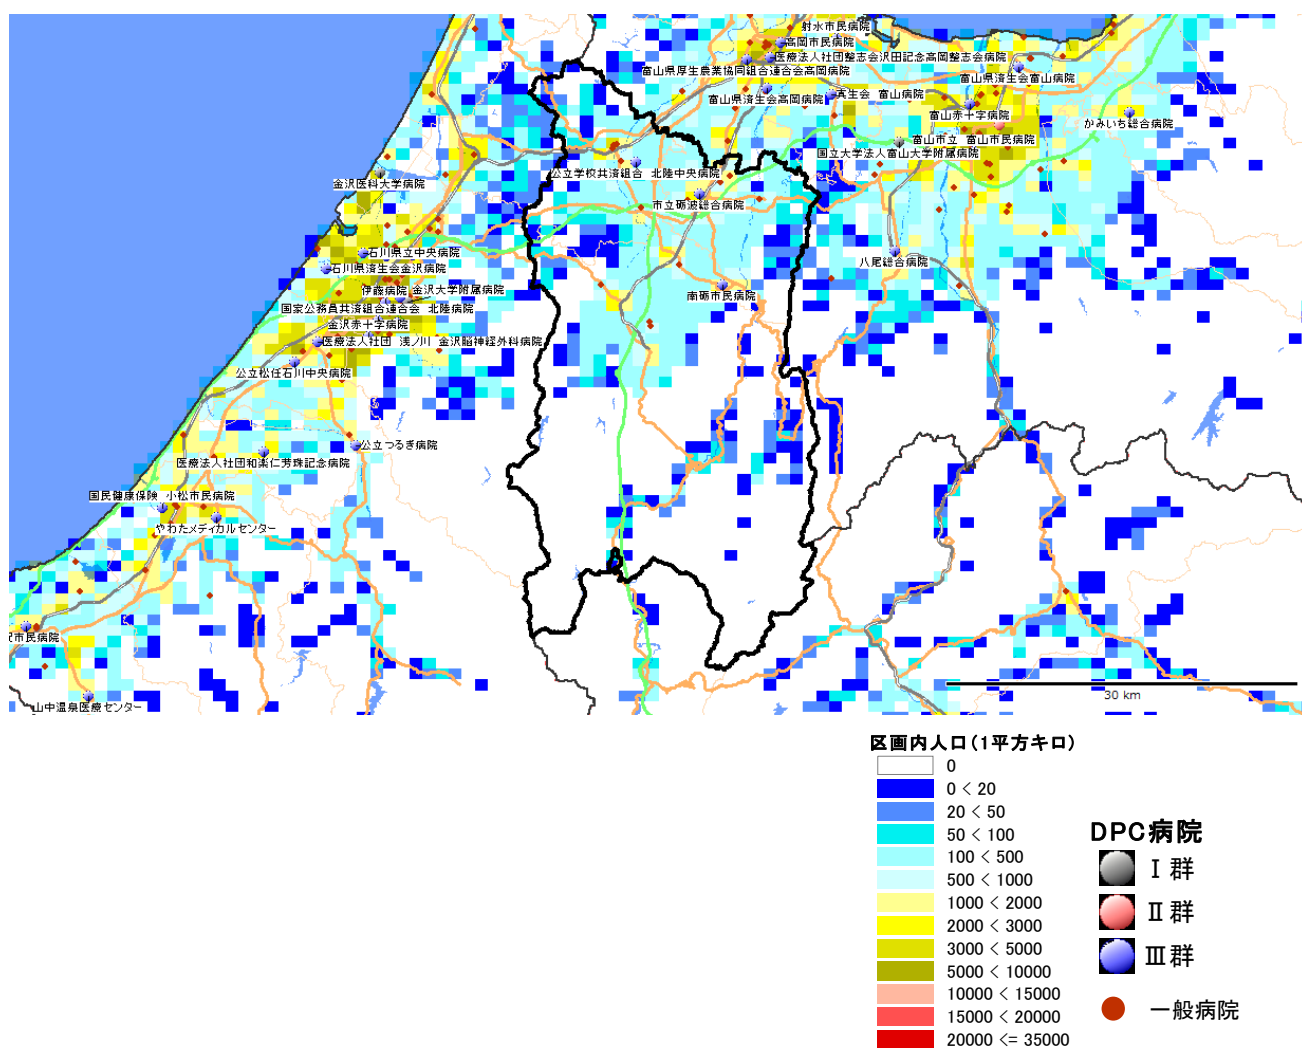 射水市民病院
高岡市民病院
医療法人社団整志会沢田記念高岡整志会病院
富山県厚生農業協同組合連合会高岡病院
富山県済生会富山病院
富山県済生会高岡病院
真生会 富山病院
富山赤十字病院
かみいち総合病院
富山市立 富山市民病院
国立大学法人富山大学附属病院
公立学校共済組合 北陸中央病院
金沢医科大学病院
市立砺波総合病院
石川県立中央病院
八尾総合病院
石川県済生会金沢病院
伊藤病院
金沢大学附属病院
南砺市民病院
国家公務員共済組合連合会 北陸病院
金沢赤十字病院
医療法人社団 浅ノ川 金沢脳神経外科病院
公立松任石川中央病院
公立つるぎ病院
医療法人社団和楽仁芳珠記念病院
国民健康保険 小松市民病院
やわたメディカルセンター
沢市民病院
山中温泉医療センター
30 km
区画内人口(1平方キロ)
0
0 < 20
20 < 50
50 < 100
100 < 500
500 < 1000
1000 < 2000
2000 < 3000
3000 < 5000
5000 < 10000
10000 < 15000
15000 < 20000
20000 <= 35000
DPC病院
Ⅰ群
Ⅱ群
Ⅲ群
一般病院